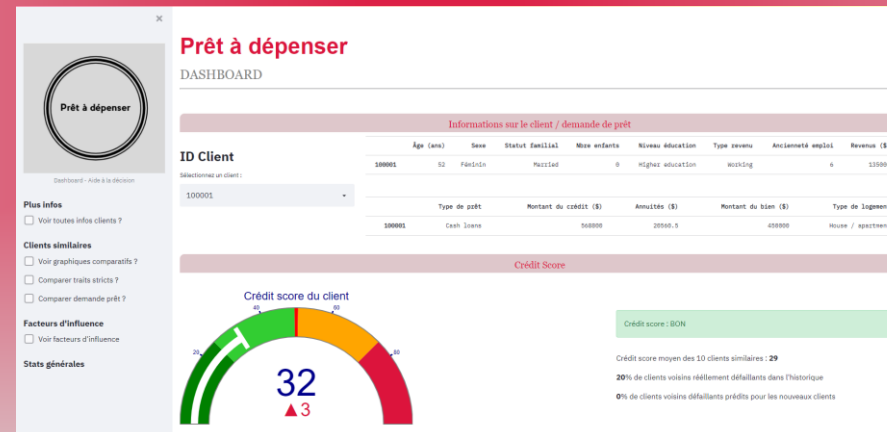 ×
Prêt à dépenser
Dashboard - Aide à la décision
Plus infos
Voir toutes infos clients ?
Clients similaires
Voir graphiques comparatifs ?
Comparer traits stricts ?
Comparer demande prêt ?
Facteurs d'influence
Voir facteurs d'influence
Stats générales
Prêt à dépenser
DASHBOARD
Informations sur le client / demande de prêt
ID Client
Sélectionnez un client :
100001
Âge (ans) Sexe Statut familial Nbre enfants Niveau éducation Type revenu Ancienneté emploi Revenus ($
100001 52 Féminin Married 0 Higher education Working 6 13500
Type de prêt Montant du crédit ($) Annuités ($) Montant du bien ($) Type de logemen
100001 Cash loans 568800 20560.5 450000 House / apartmen
Crédit Score
Crédit score du client
20 40 60 80
32
▲3
Crédit score : BON
Crédit score moyen des 10 clients similaires : 29
20% de clients voisins réellement défaillants dans l'historique
0% de clients voisins défaillants prédits pour les nouveaux clients